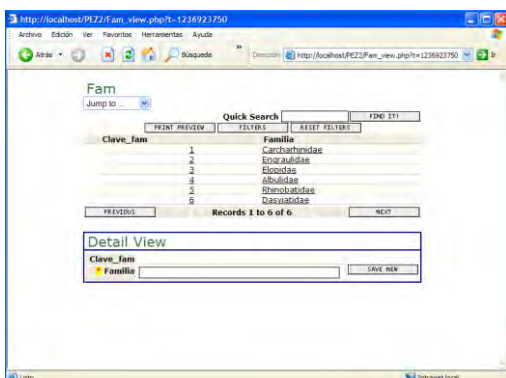 http://localhost/PEZ2/Fam_view.php?t=1236923750
Archivo Edición Ver Favoritos Herramientas Ayuda
Atrás Búsqueda » Dirección http://localhost/PEZ2/Fam_view.php?t=1236923750 Ir
Fam
Jump to ...
Quick Search FIND IT!
PRINT PREVIEW FILTERS RESET FILTERS
Clave_fam Familia
1 Carcharhinidae
2 Engraulidae
3 Elopidae
4 Albulidae
5 Rhinobatidae
6 Dasyatidae
PREVIOUS Records 1 to 6 of 6 NEXT
Detail View
Clave_fam
* Familia SAVE NEW
Listo Intranet local